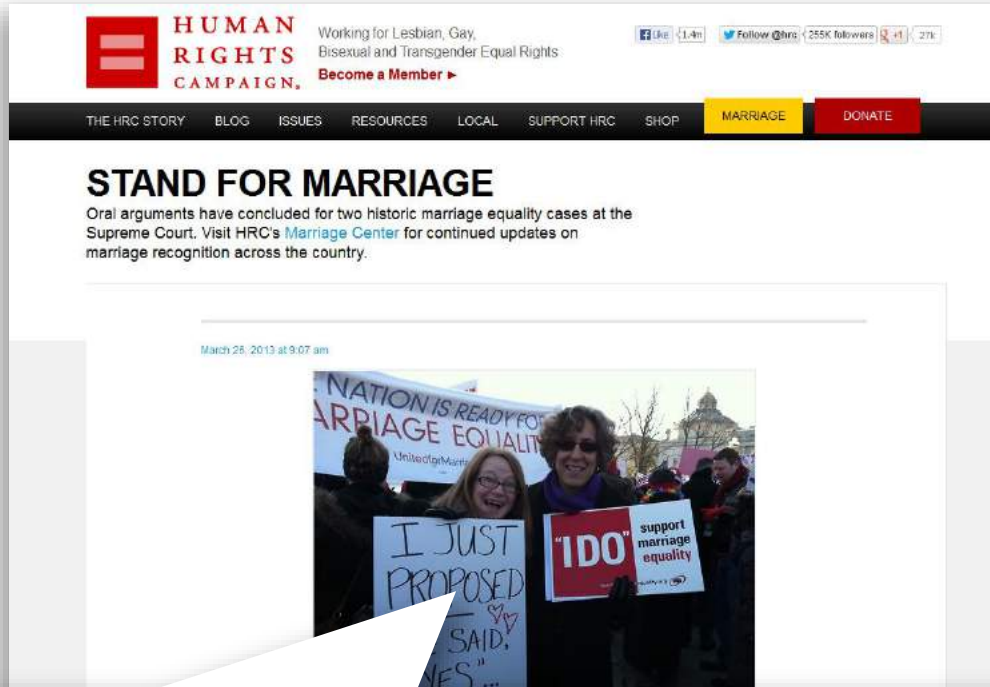 HUMAN
RIGHTS
CAMPAIGN®
Working for Lesbian, Gay,
Bisexual and Transgender Equal Rights
Become a Member ►
Like 1.4m
Follow @hrc 255K followers
+1 27k
THE HRC STORY BLOG ISSUES RESOURCES LOCAL SUPPORT HRC SHOP MARRIAGE DONATE
STAND FOR MARRIAGE
Oral arguments have concluded for two historic marriage equality cases at the
Supreme Court. Visit HRC's Marriage Center for continued updates on
marriage recognition across the country.
March 26, 2013 at 9:07 am
NATION IS READY FOR
MARRIAGE EQUALITY
I JUST
PROPOSED
SAID,
YES"...
"I DO"
support
marriage
equality